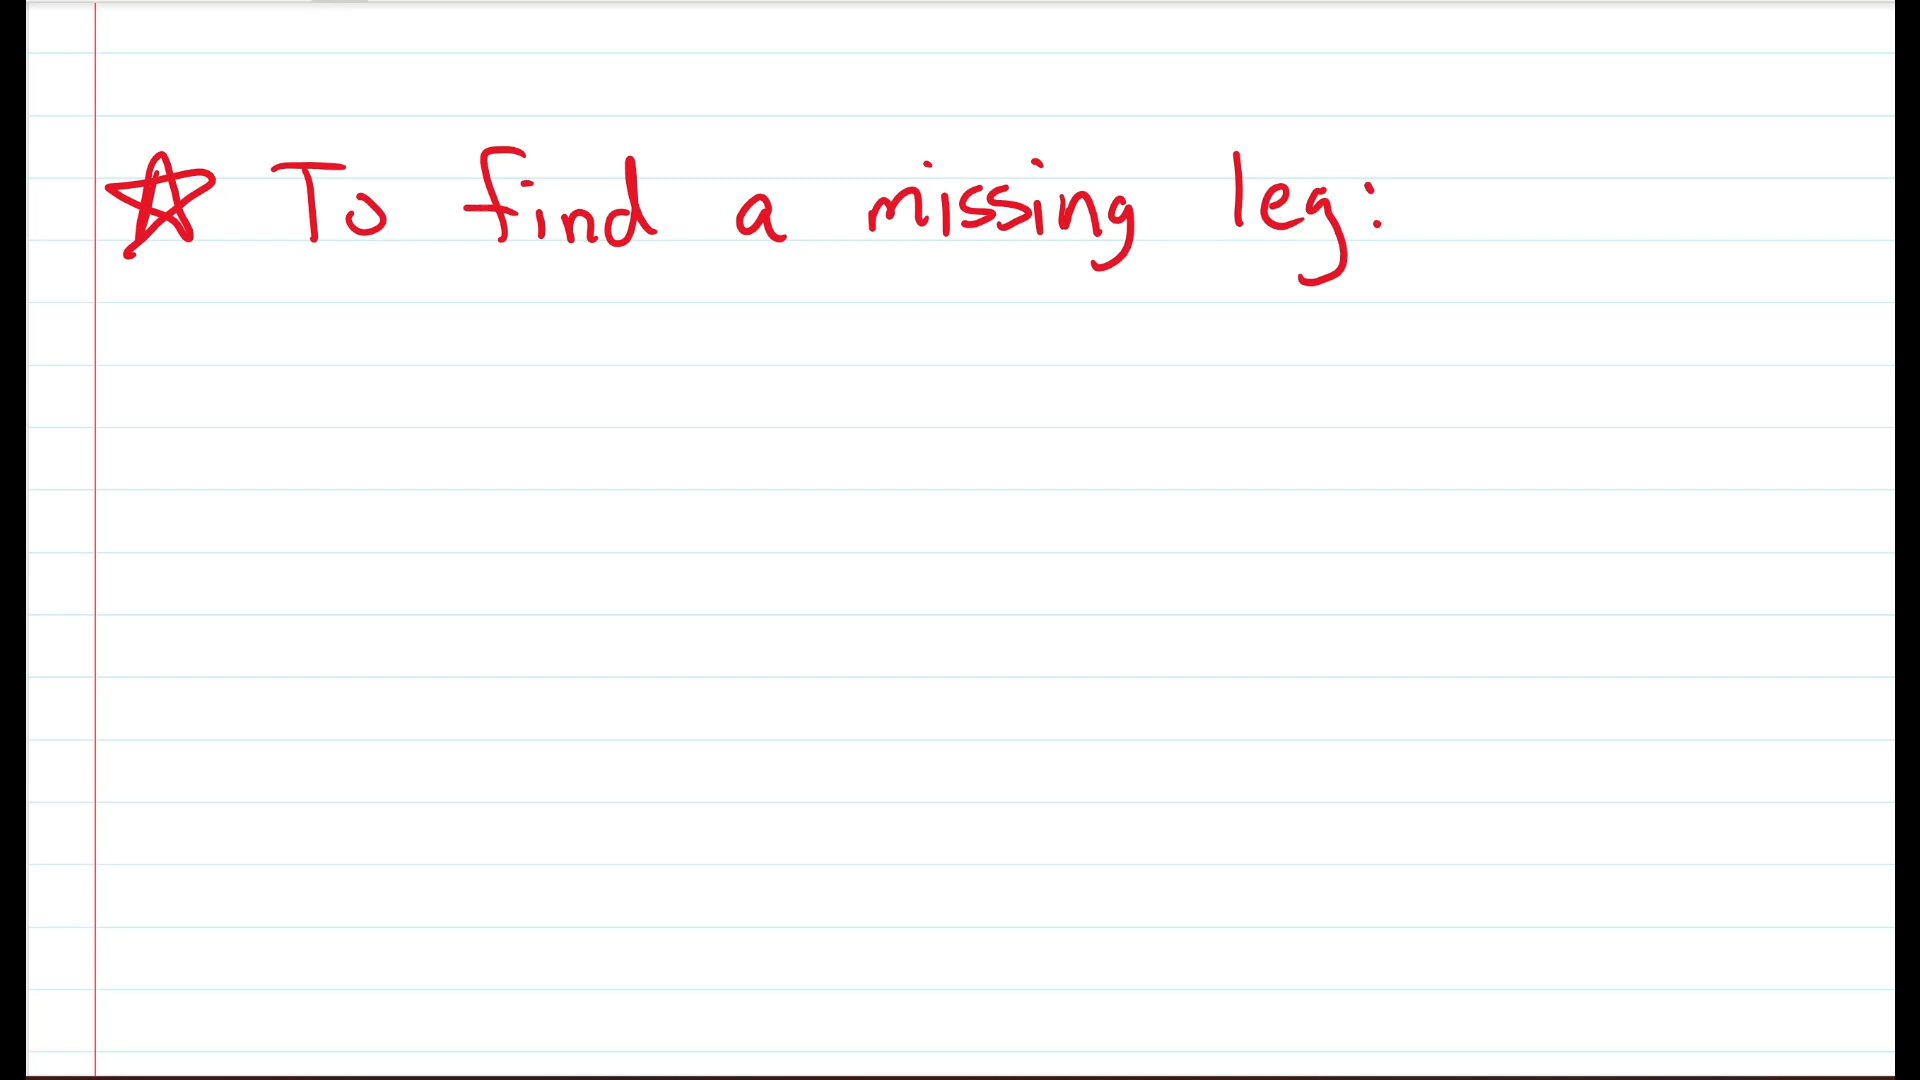 ☆ To find a missing leg: